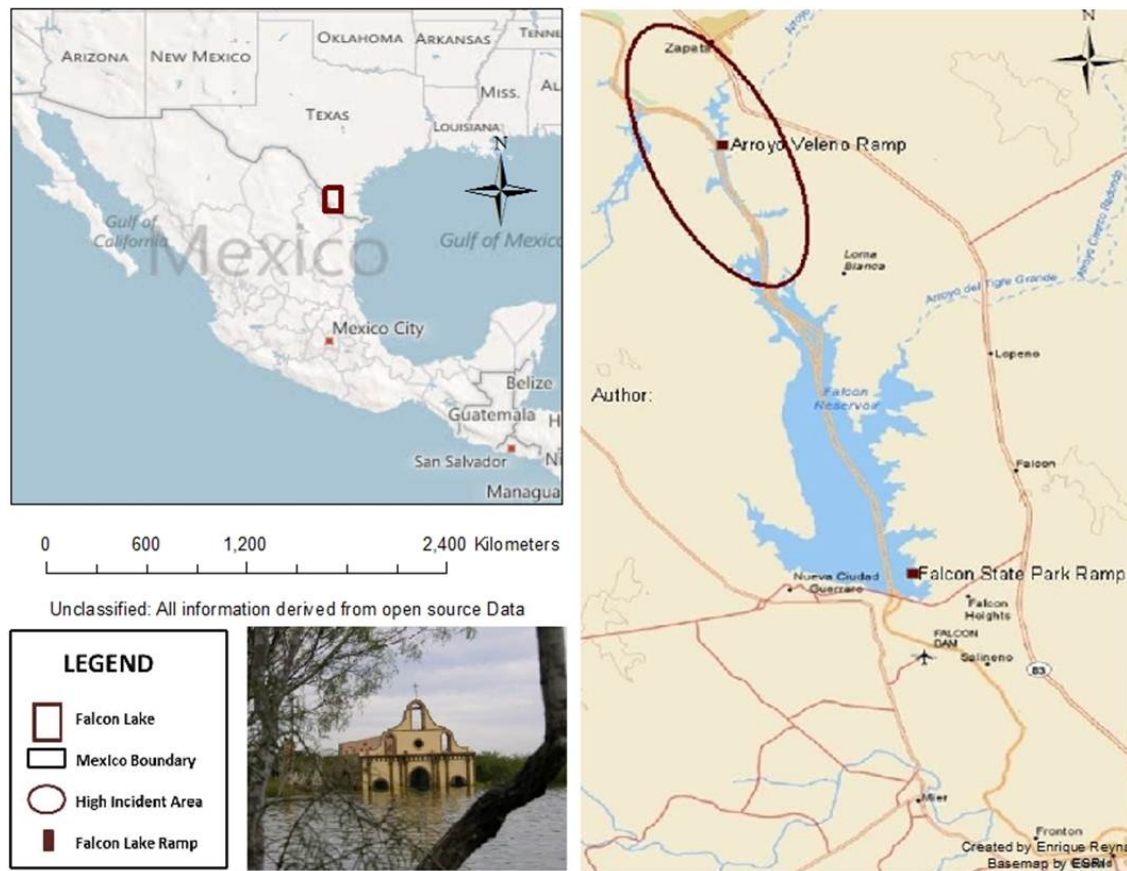 OKLAHOMA
ARKANSAS
TENNE
ARIZONA
NEW MEXICO
MISS.
AL
TEXAS
LOUISIANA
N
Gulf of
California
Mexico
Gulf of Mexico
Mexico City
Belize
Guatemala
H
San Salvador
Ni
Managua
0 600 1,200 2,400 Kilometers
Unclassified: All information derived from open source Data
LEGEND
Falcon Lake
Mexico Boundary
High Incident Area
Falcon Lake Ramp
N
Zapata
Arroyo Veleno Ramp
Loma
Blanca
Arroyo del Tigre Grande
Lopeno
Author:
Falcon
Reservoir
Falcon
Nueva Ciudad
Guerrero
Falcon State Park Ramp
Falcon
Heights
FALCON
DAM
Salineno
83
Mier
Fronton
Created by Enrique Reyna
Basemap by ESRI